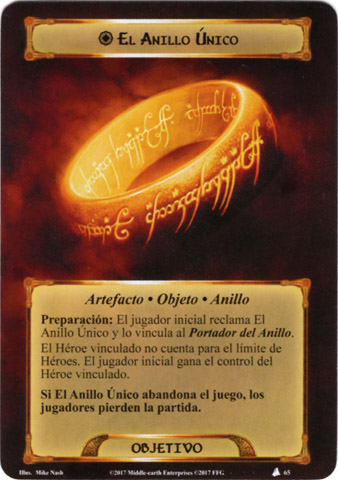 El Anillo Único
Artefacto • Objeto • Anillo
Preparación: El jugador inicial reclama El
Anillo Único y lo vincula al Portador del Anillo.
El Héroe vinculado no cuenta para el límite de
Héroes. El jugador inicial gana el control del
Héroe vinculado.
Si El Anillo Único abandona el juego, los
jugadores pierden la partida.
OBJETIVO
Illus. Mike Nash ©2017 Middle-earth Enterprises ©2017 FFG 65